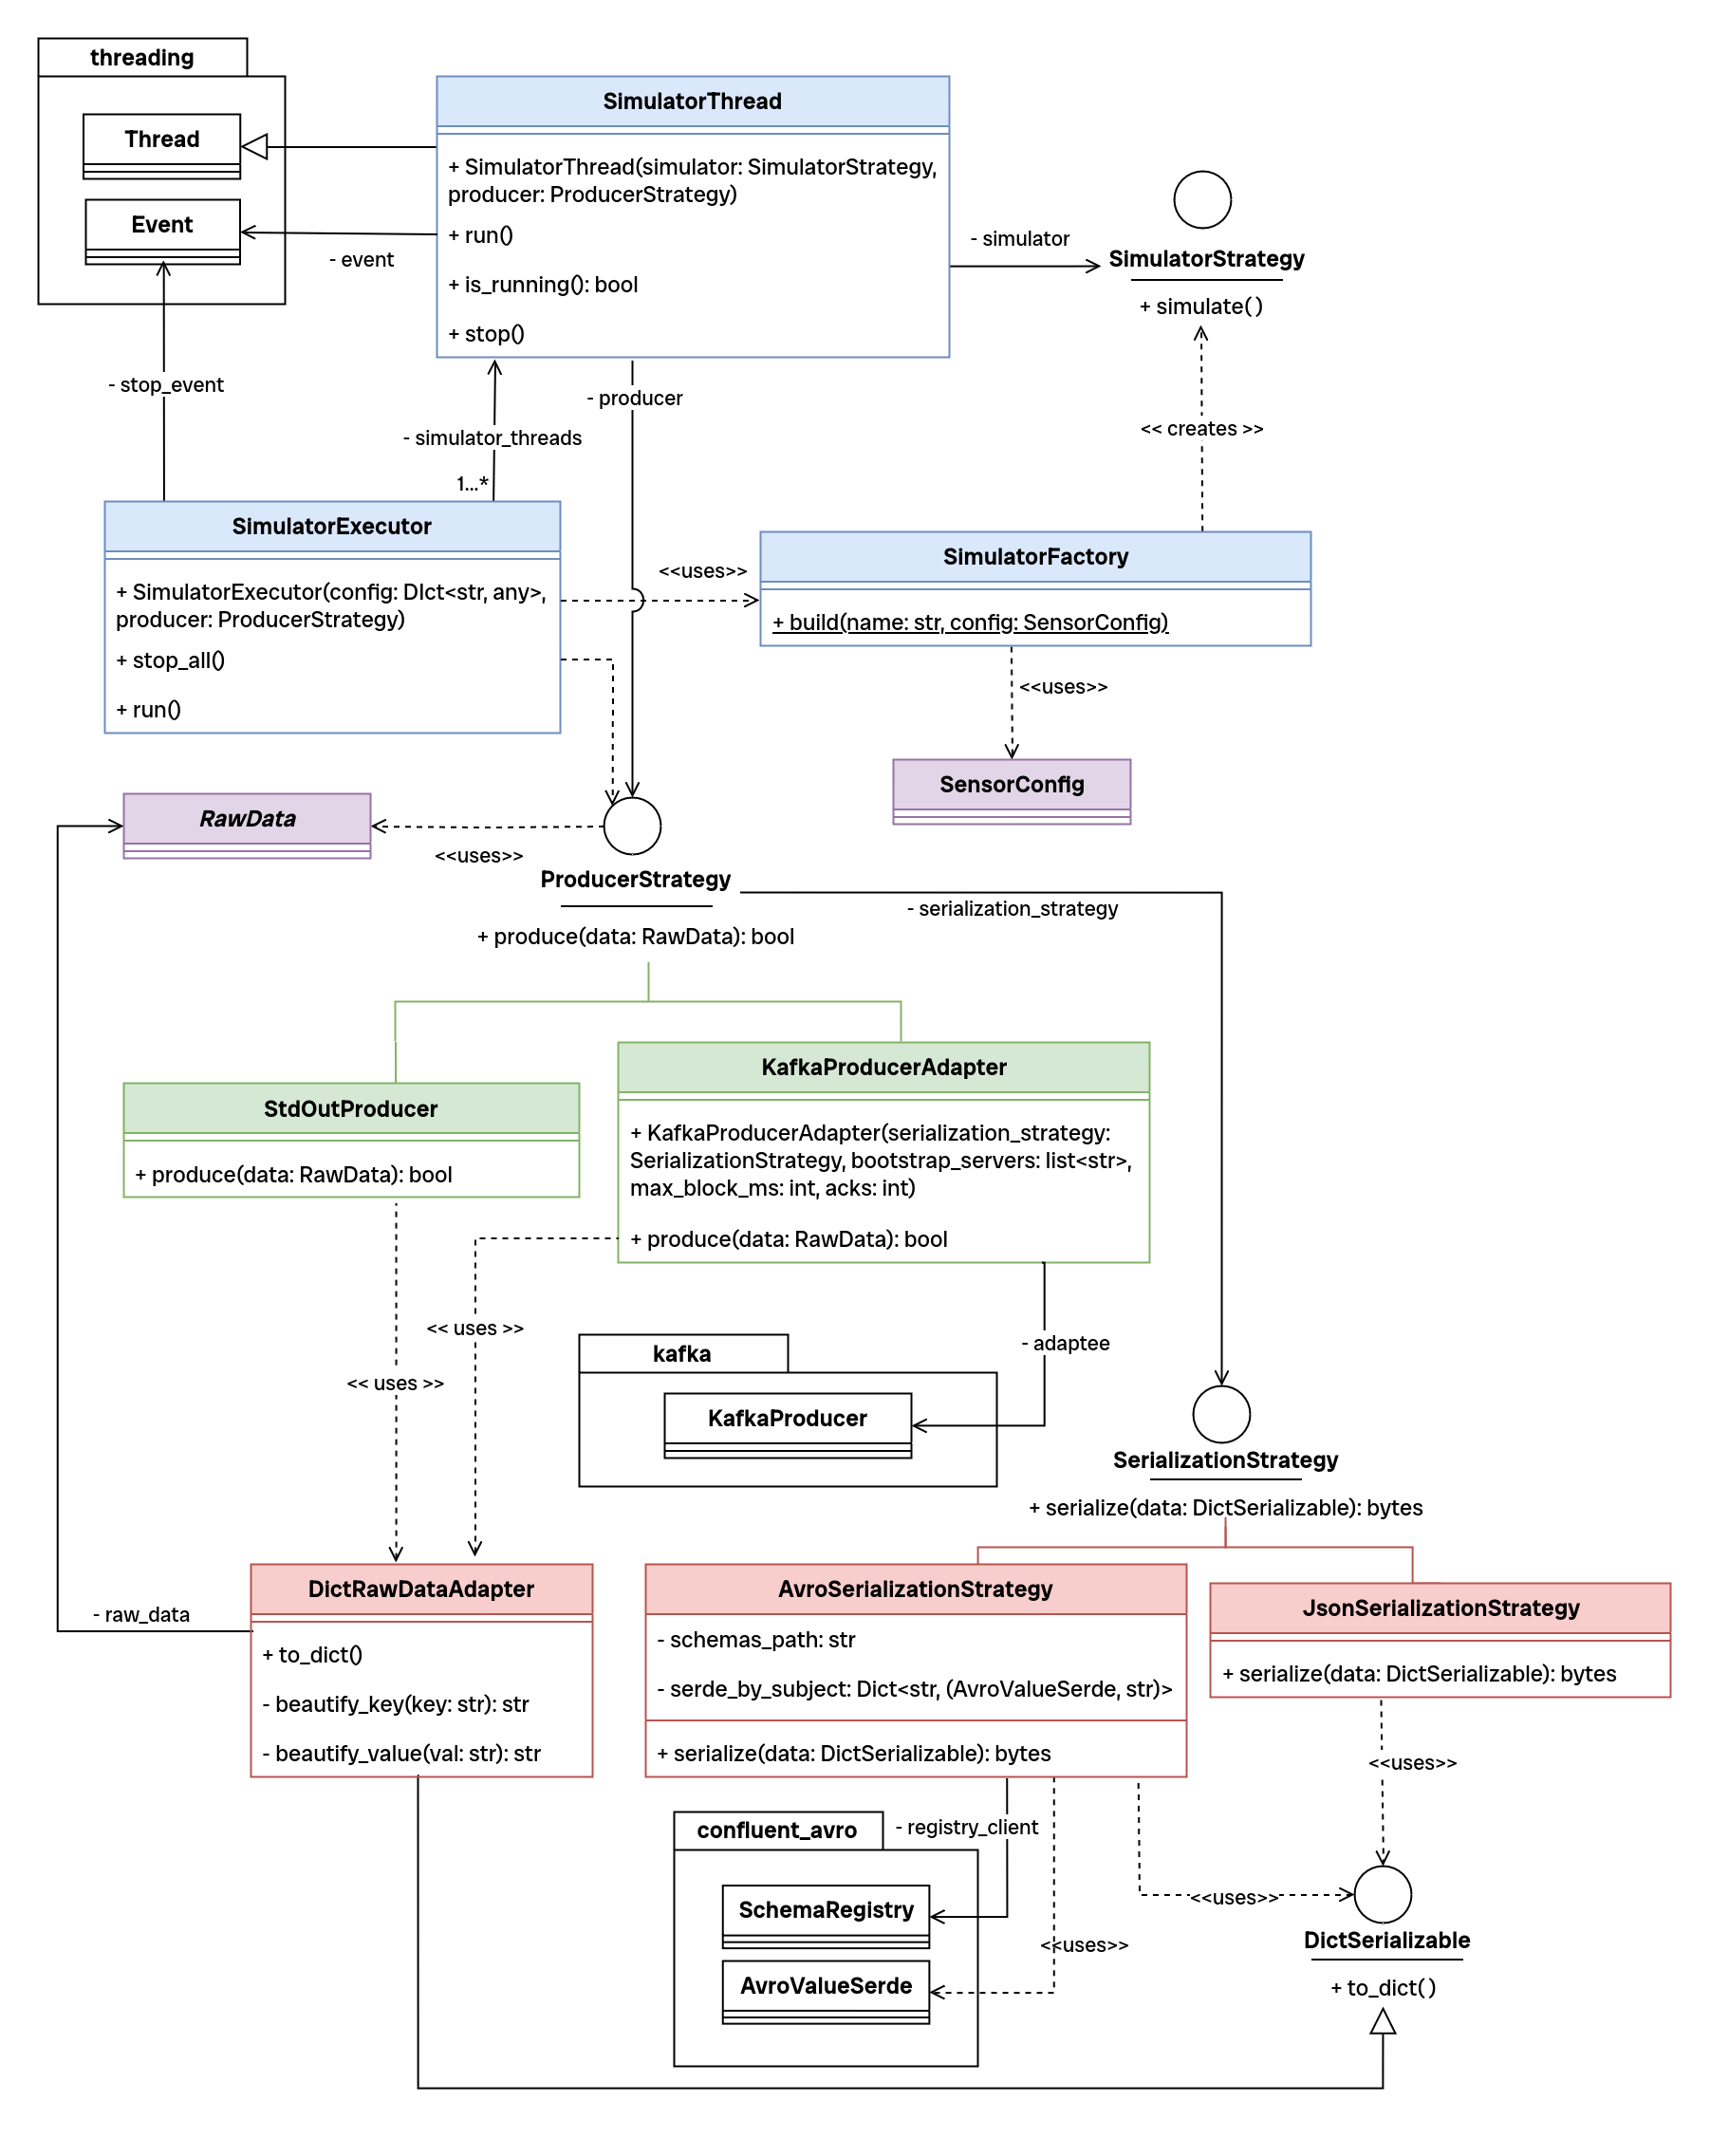 threading
Thread
Event
SimulatorThread
+ SimulatorThread(simulator: SimulatorStrategy,
producer: ProducerStrategy)
+ run()
+ is_running(): bool
+ stop()
- event
- simulator
SimulatorStrategy
+ simulate()
- stop_event
- simulator_threads
1...*
- producer
<< creates >>
SimulatorExecutor
+ SimulatorExecutor(config: DIct<str, any>,
producer: ProducerStrategy)
+ stop_all()
+ run()
<<uses>>
SimulatorFactory
+ build(name: str, config: SensorConfig)
<<uses>>
SensorConfig
RawData
<<uses>>
ProducerStrategy
+ produce(data: RawData): bool
- serialization_strategy
StdOutProducer
+ produce(data: RawData): bool
KafkaProducerAdapter
+ KafkaProducerAdapter(serialization_strategy:
SerializationStrategy, bootstrap_servers: list<str>,
max_block_ms: int, acks: int)
+ produce(data: RawData): bool
<< uses >>
<< uses >>
- adaptee
kafka
KafkaProducer
SerializationStrategy
+ serialize(data: DictSerializable): bytes
- raw_data
DictRawDataAdapter
+ to_dict()
- beautify_key(key: str): str
- beautify_value(val: str): str
AvroSerializationStrategy
- schemas_path: str
- serde_by_subject: Dict<str, (AvroValueSerde, str)>
+ serialize(data: DictSerializable): bytes
JsonSerializationStrategy
+ serialize(data: DictSerializable): bytes
<<uses>>
confluent_avro
- registry_client
SchemaRegistry
AvroValueSerde
<<uses>>
<<uses>>
DictSerializable
+ to_dict()